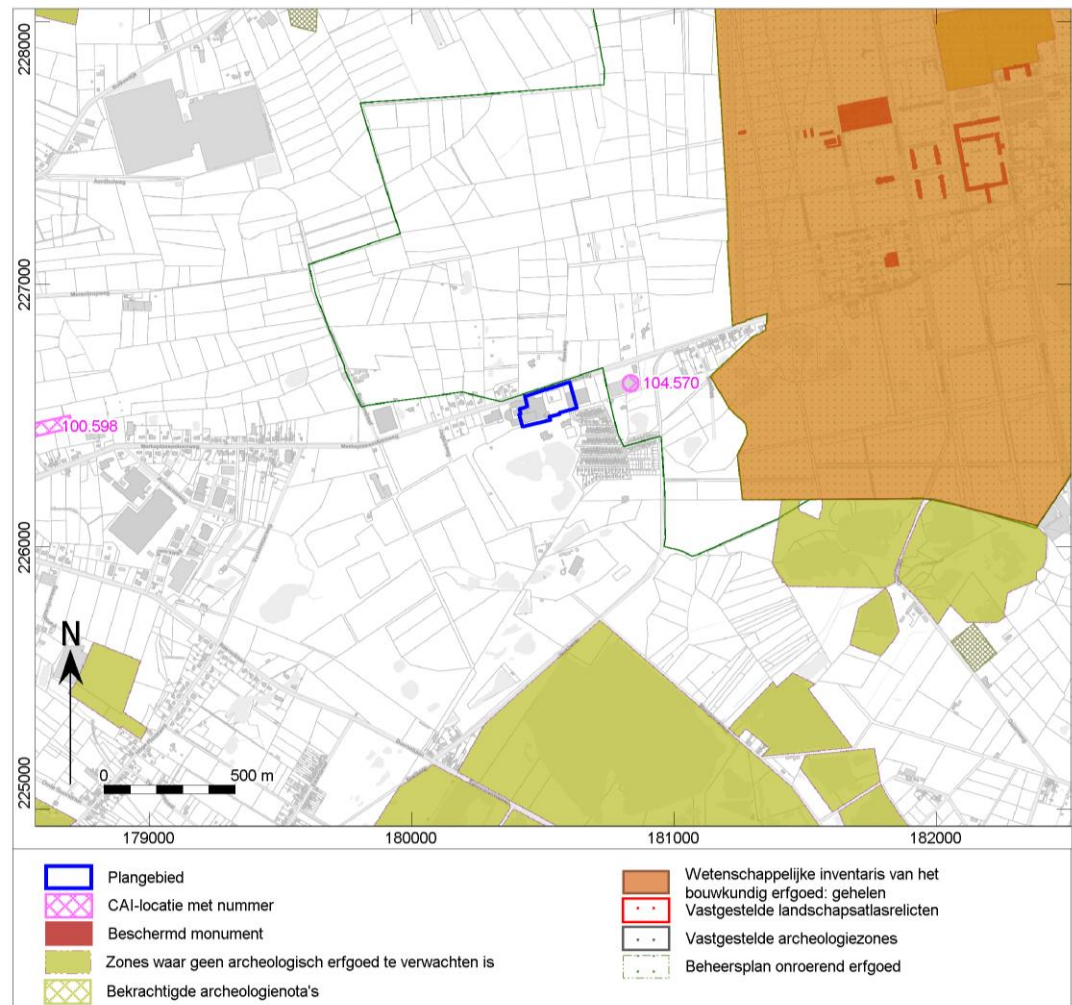 228000
227000
226000
225000
100.598
104.570
Merksplassesteenweg
N
0
500 m
179000
180000
181000
182000
Plangebied
CAI-locatie met nummer
Beschermd monument
Zones waar geen archeologisch erfgoed te verwachten is
Bekrachtigde archeologienota's
Wetenschappelijke inventaris van het
bouwkundig erfgoed: gehelen
Vastgestelde landschapsatlasrelicten
Vastgestelde archeologiezones
Beheersplan onroerend erfgoed